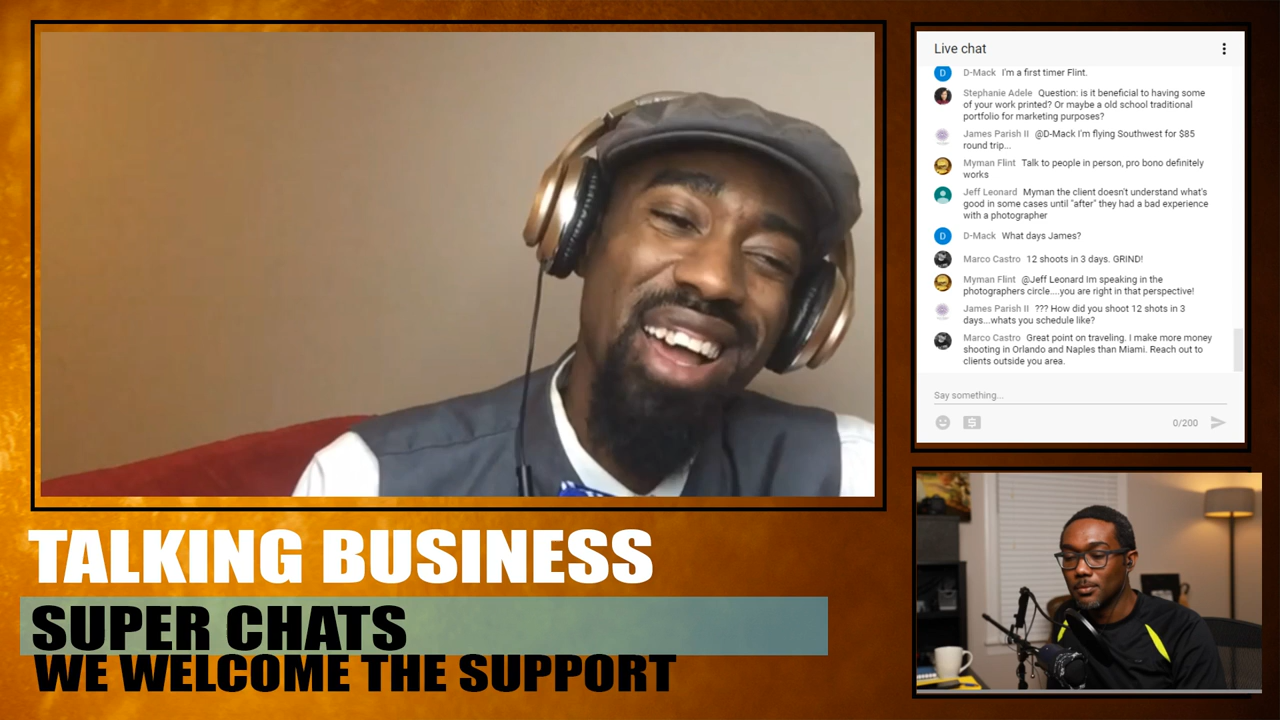 Live chat
D
D-Mack I'm a first timer Flint.
Stephanie Adele Question: is it beneficial to having some
of your work printed? Or maybe a old school traditional
portfolio for marketing purposes?
James Parish II @D-Mack I'm flying Southwest for $85
round trip...
Myman Flint Talk to people in person, pro bono definitely
works
Jeff Leonard Myman the client doesn't understand what's
good in some cases until "after" they had a bad experience
with a photographer
D
D-Mack What days James?
Marco Castro 12 shoots in 3 days. GRIND!
Myman Flint @Jeff Leonard Im speaking in the
photographers circle....you are right in that perspective!
James Parish II ??? How did you shoot 12 shots in 3
days...whats you schedule like?
Marco Castro Great point on traveling. I make more money
shooting in Orlando and Naples than Miami. Reach out to
clients outside you area.
Say something...
0/200
TALKING BUSINESS
SUPER CHATS
WE WELCOME THE SUPPORT